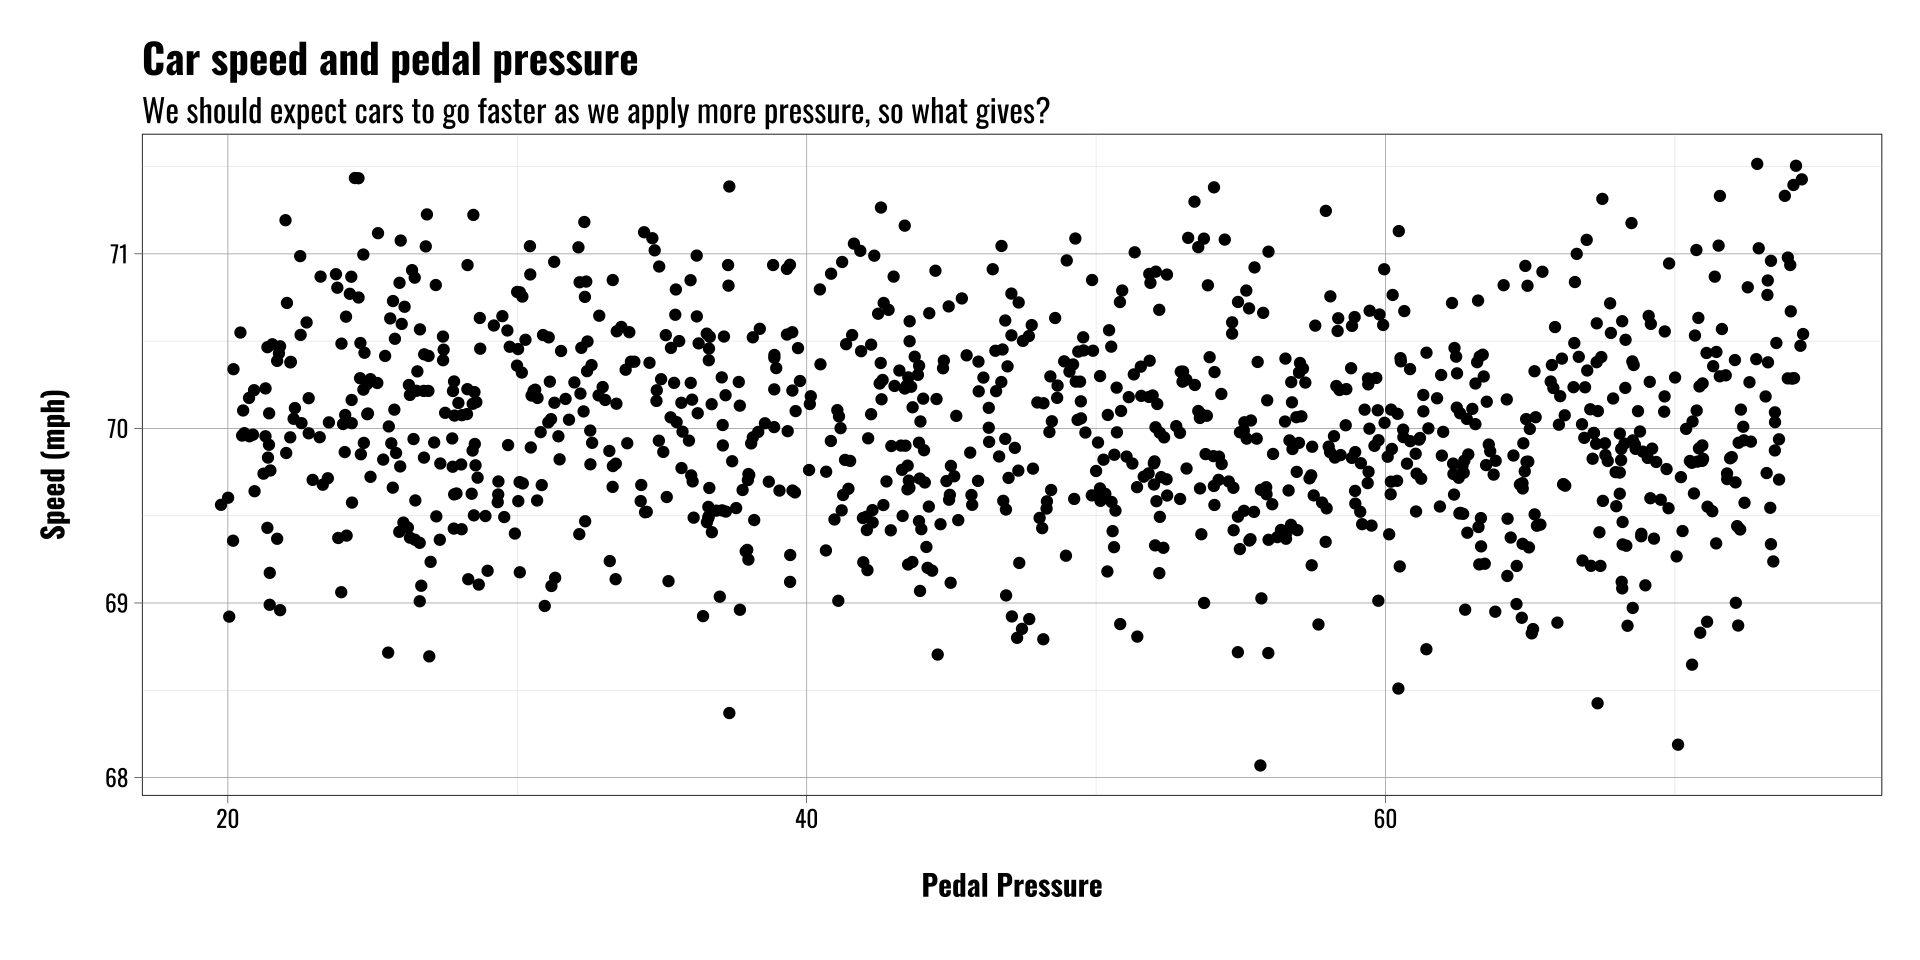 Car speed and pedal pressure
We should expect cars to go faster as we apply more pressure, so what gives?
Speed (mph)
71
70
69
68
20
40
60
Pedal Pressure